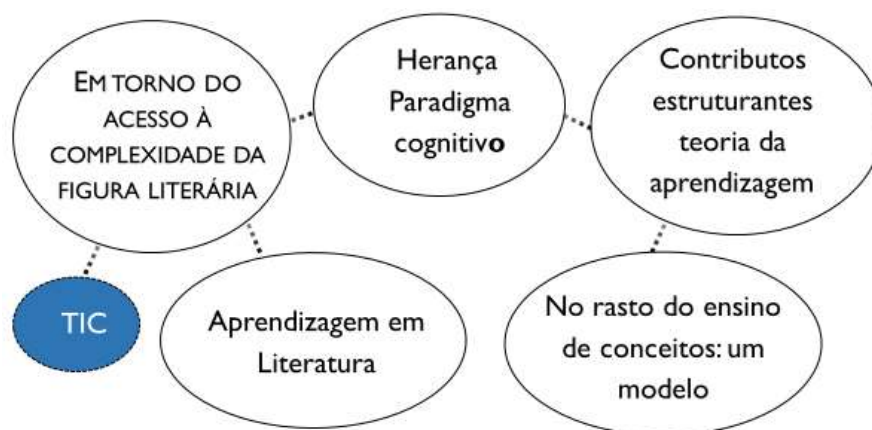 EM TORNO DO
ACESSO À
COMPLEXIDADE DA
FIGURA LITERÁRIA
Herança
Paradigma
cognitivo
Contributos
estruturantes
teoria da
aprendizagem
TIC
Aprendizagem em
Literatura
No rasto do ensino
de conceitos: um
modelo